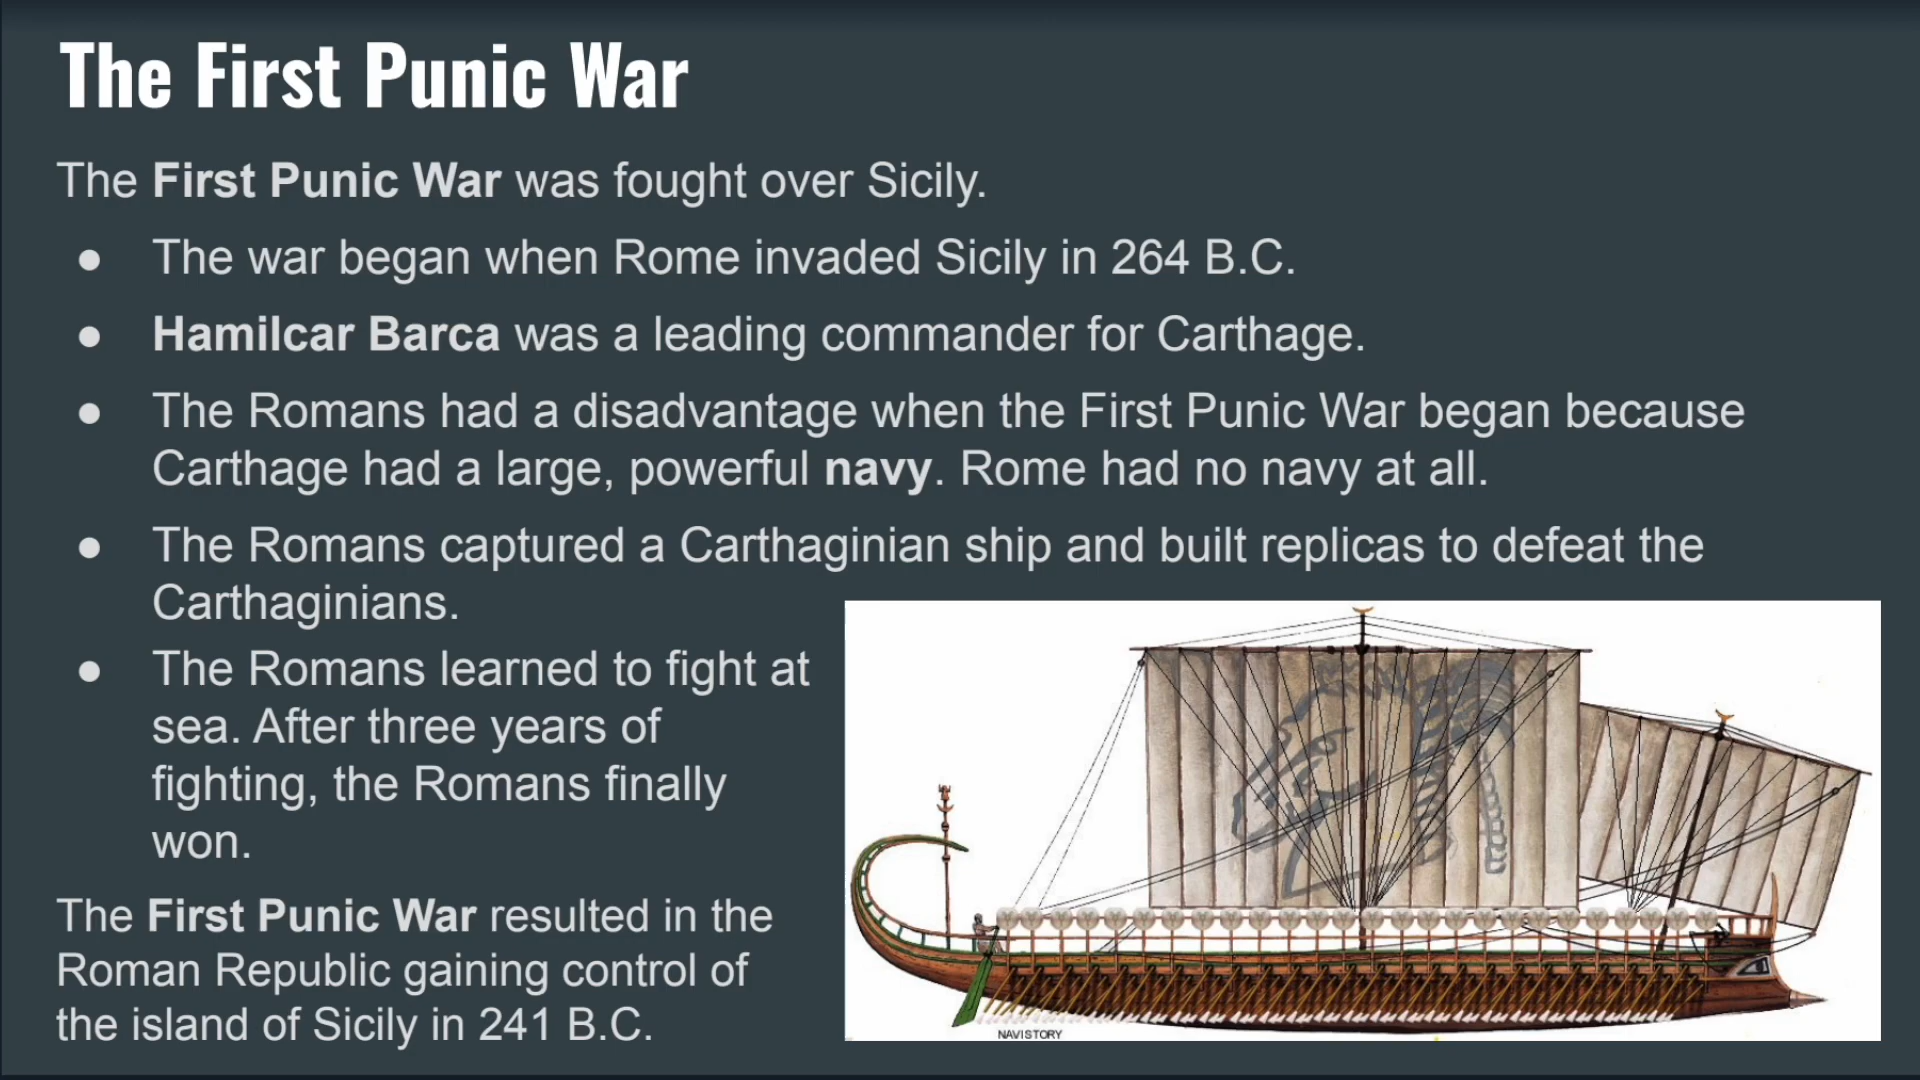 The First Punic War
The First Punic War was fought over Sicily.
● The war began when Rome invaded Sicily in 264 B.C.
● Hamilcar Barca was a leading commander for Carthage.
● The Romans had a disadvantage when the First Punic War began because
Carthage had a large, powerful navy. Rome had no navy at all.
● The Romans captured a Carthaginian ship and built replicas to defeat the
Carthaginians.
● The Romans learned to fight at
sea. After three years of
fighting, the Romans finally
won.
The First Punic War resulted in the
Roman Republic gaining control of
the island of Sicily in 241 B.C.
NAVISTORY